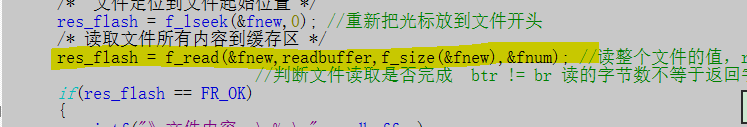 /*  文件定位到文件起始位置 */
res_flash = f_lseek(&fnew,0); //重新把光标放到文件开头
/* 读取文件所有内容到缓存区 */
res_flash = f_read(&fnew,readbuffer,f_size(&fnew),&fnum); //读整个文件的值,
//判断文件读取是否完成  btr != br 读的字节数不等于返回
if(res_flash == FR_OK)
{